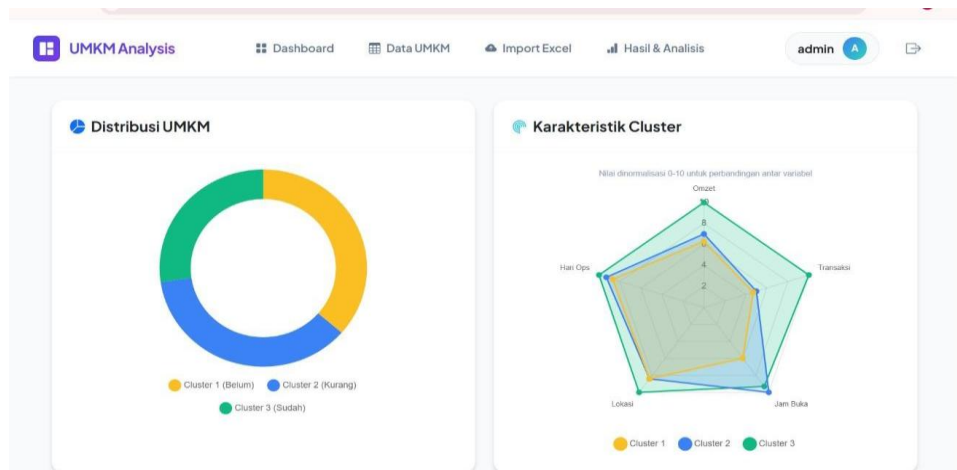 UMKM Analysis
Dashboard
Data UMKM
Import Excel
Hasil & Analisis
admin
A
Distribusi UMKM
Cluster 1 (Belum)
Cluster 2 (Kurang)
Cluster 3 (Sudah)
Karakteristik Cluster
Nilai dinormalisasi 0-10 untuk perbandingan antar variabel
Omzet
10
8
6
4
2
Hari Ops
Transaksi
Lokasi
Jam Buka
Cluster 1
Cluster 2
Cluster 3